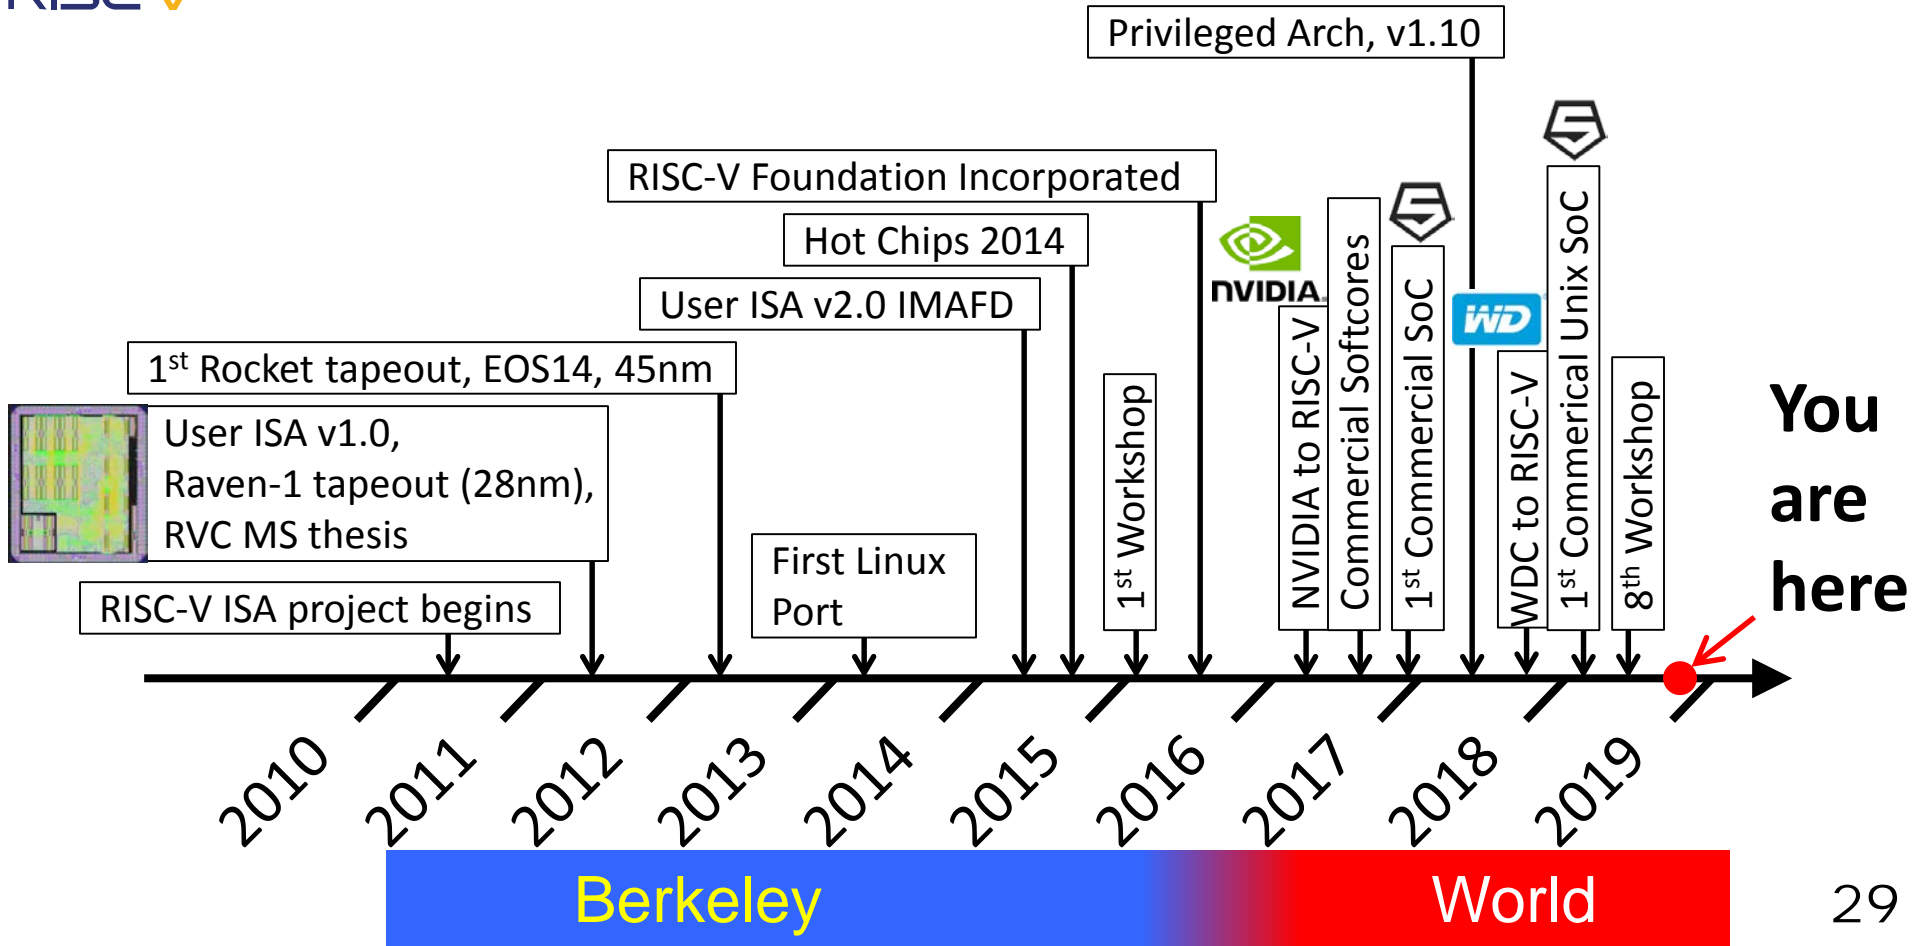 RISC-V
Privileged Arch, v1.10
RISC-V Foundation Incorporated
Hot Chips 2014
User ISA v2.0 IMAFD
1st Rocket tapeout, EOS14, 45nm
User ISA v1.0,
Raven-1 tapeout (28nm),
RVC MS thesis
RISC-V ISA project begins
First Linux
Port
1st Workshop
NVIDIA.
NVIDIA to RISC-V
Commercial Softcores
1st Commercial SoC
WD
WDC to RISC-V
1st Commerical Unix SoC
8th Workshop
You
are
here
2010
2011
2012
2013
2014
2015
2016
2017
2018
2019
Berkeley
World
29